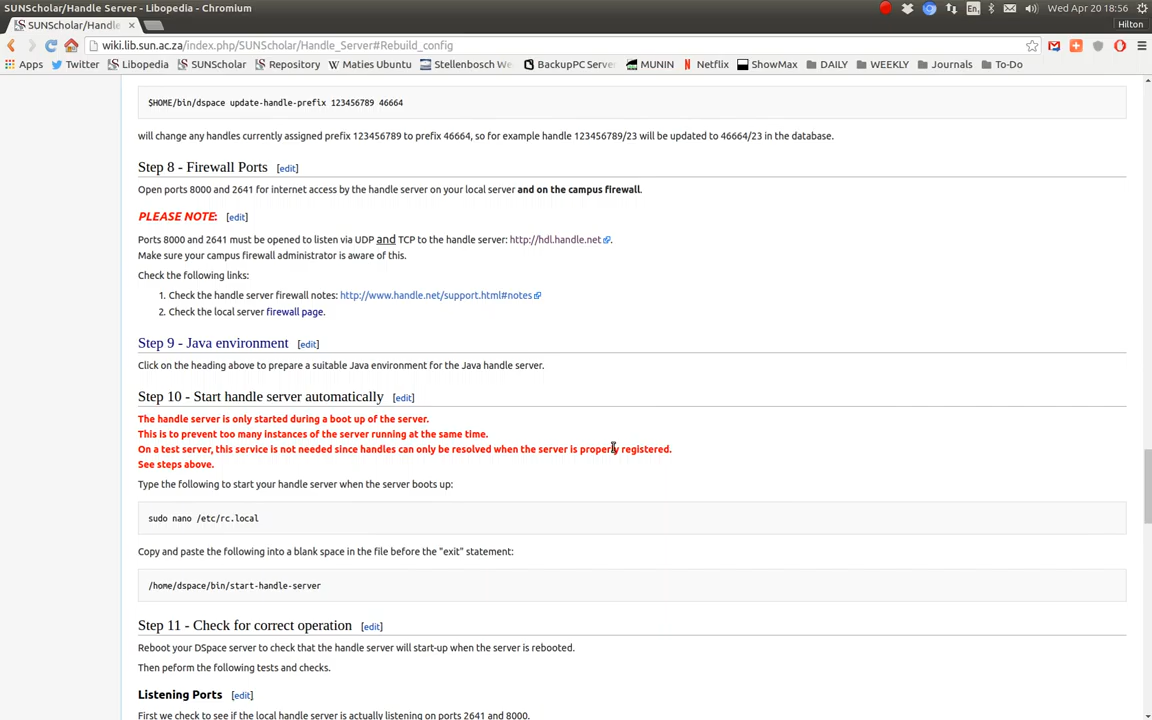 SUNScholar/Handle Server - Libopedia - Chromium
En
Wed Apr 20 18:56
SUNScholar/Handle
Hilton
wiki.lib.sun.ac.za/index.php/SUNScholar/Handle_Server#Rebuild_config
Apps Twitter Libopedia SUNScholar Repository Maties Ubuntu Stellenbosch We BackupPC Server MUNIN Netflix ShowMax DAILY WEEKLY Journals To-Do
$HOME/bin/dspace update-handle-prefix 123456789 46664
will change any handles currently assigned prefix 123456789 to prefix 46664, so for example handle 123456789/23 will be updated to 46664/23 in the database.
Step 8 - Firewall Ports [edit]
Open ports 8000 and 2641 for internet access by the handle server on your local server and on the campus firewall.
PLEASE NOTE: [edit]
Ports 8000 and 2641 must be opened to listen via UDP and TCP to the handle server: http://hdl.handle.net.
Make sure your campus firewall administrator is aware of this.
Check the following links:
1. Check the handle server firewall notes: http://www.handle.net/support.html#notes
2. Check the local server firewall page.
Step 9 - Java environment [edit]
Click on the heading above to prepare a suitable Java environment for the Java handle server.
Step 10 - Start handle server automatically [edit]
The handle server is only started during a boot up of the server.
This is to prevent too many instances of the server running at the same time.
On a test server, this service is not needed since handles can only be resolved when the server is properly registered.
See steps above.
Type the following to start your handle server when the server boots up:
sudo nano /etc/rc.local
Copy and paste the following into a blank space in the file before the "exit" statement:
/home/dspace/bin/start-handle-server
Step 11 - Check for correct operation [edit]
Reboot your DSpace server to check that the handle server will start-up when the server is rebooted.
Then peform the following tests and checks.
Listening Ports [edit]
First we check to see if the local handle server is actually listening on ports 2641 and 8000.